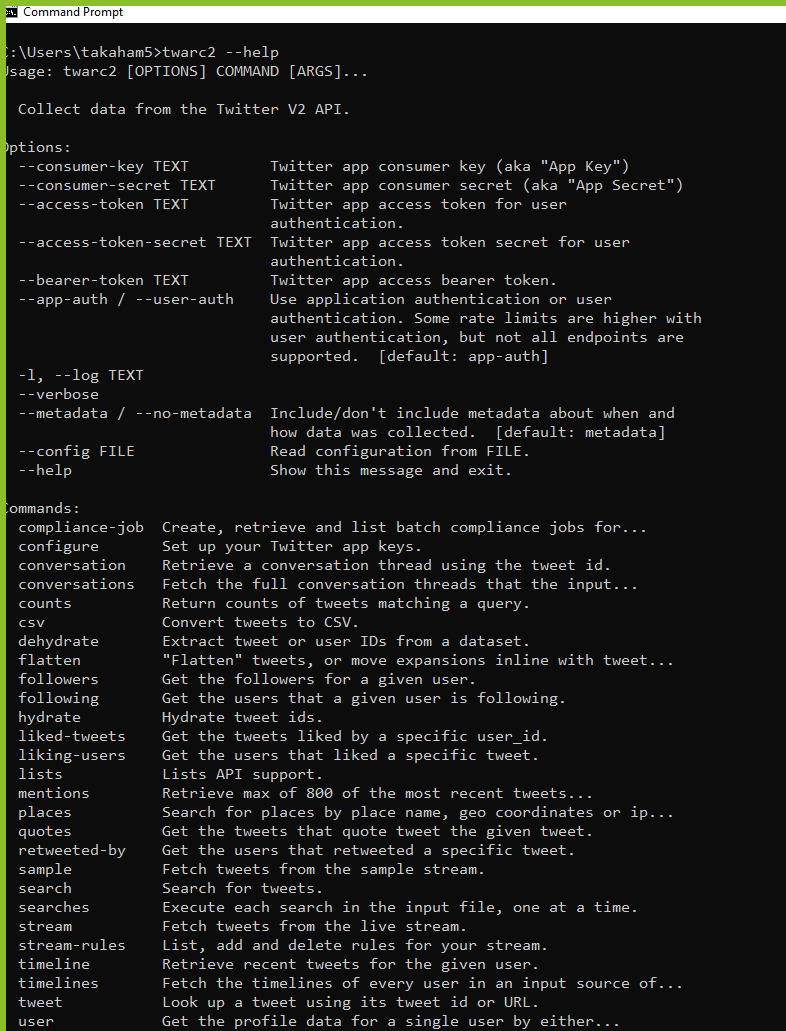 Command Prompt
C:\Users\takaham5>twarc2 --help
Usage: twarc2 [OPTIONS] COMMAND [ARGS]...
Collect data from the Twitter V2 API.
Options:
--consumer-key TEXT Twitter app consumer key (aka "App Key")
--consumer-secret TEXT Twitter app consumer secret (aka "App Secret")
--access-token TEXT Twitter app access token for user
authentication.
--access-token-secret TEXT Twitter app access token secret for user
authentication.
--bearer-token TEXT Twitter app access bearer token.
--app-auth / --user-auth Use application authentication or user
authentication. Some rate limits are higher with
user authentication, but not all endpoints are
supported. [default: app-auth]
-l, --log TEXT
--verbose
--metadata / --no-metadata Include/don't include metadata about when and
how data was collected. [default: metadata]
--config FILE Read configuration from FILE.
--help Show this message and exit.
Commands:
compliance-job Create, retrieve and list batch compliance jobs for...
configure Set up your Twitter app keys.
conversation Retrieve a conversation thread using the tweet id.
conversations Fetch the full conversation threads that the input...
counts Return counts of tweets matching a query.
csv Convert tweets to CSV.
dehydrate Extract tweet or user IDs from a dataset.
flatten "Flatten" tweets, or move expansions inline with tweet...
followers Get the followers for a given user.
following Get the users that a given user is following.
hydrate Hydrate tweet ids.
liked-tweets Get the tweets liked by a specific user_id.
liking-users Get the users that liked a specific tweet.
lists Lists API support.
mentions Retrieve max of 800 of the most recent tweets...
places Search for places by place name, geo coordinates or ip...
quotes Get the tweets that quote tweet the given tweet.
retweeted-by Get the users that retweeted a specific tweet.
sample Fetch tweets from the sample stream.
search Search for tweets.
searches Execute each search in the input file, one at a time.
stream Fetch tweets from the live stream.
stream-rules List, add and delete rules for your stream.
timeline Retrieve recent tweets for the given user.
timelines Fetch the timelines of every user in an input source of...
tweet Look up a tweet using its tweet id or URL.
user Get the profile data for a single user by either...